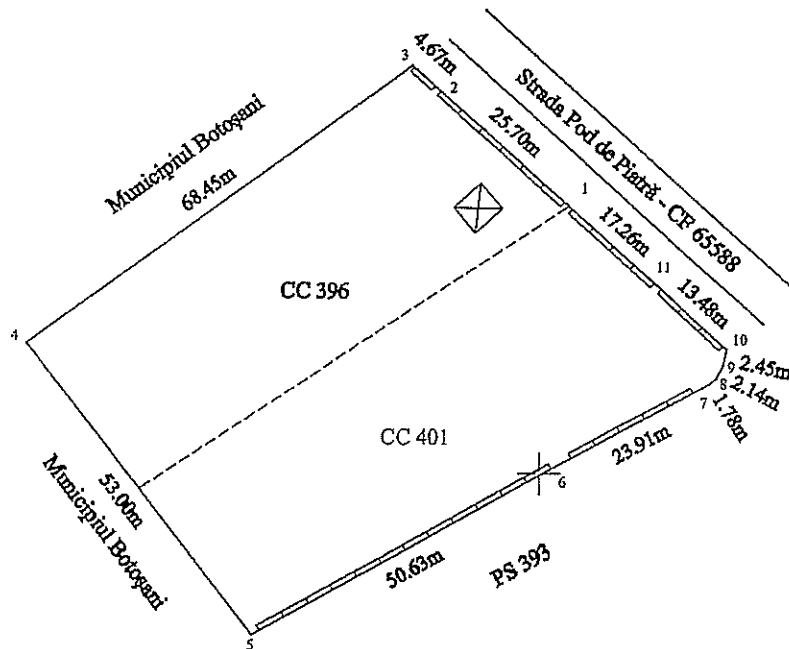 3
4.67m
2
25.70m
Strada Pod de Piatră - CF 65588
Municipiul Botoşani
68.45m
1
17.26m
11
13.48m
CC 396
4
10
9
2.45m
8
2.14m
7
1.78m
CC 401
23.91m
6
53.00m
Municipiul Botoşani
50.63m
PS 393
5